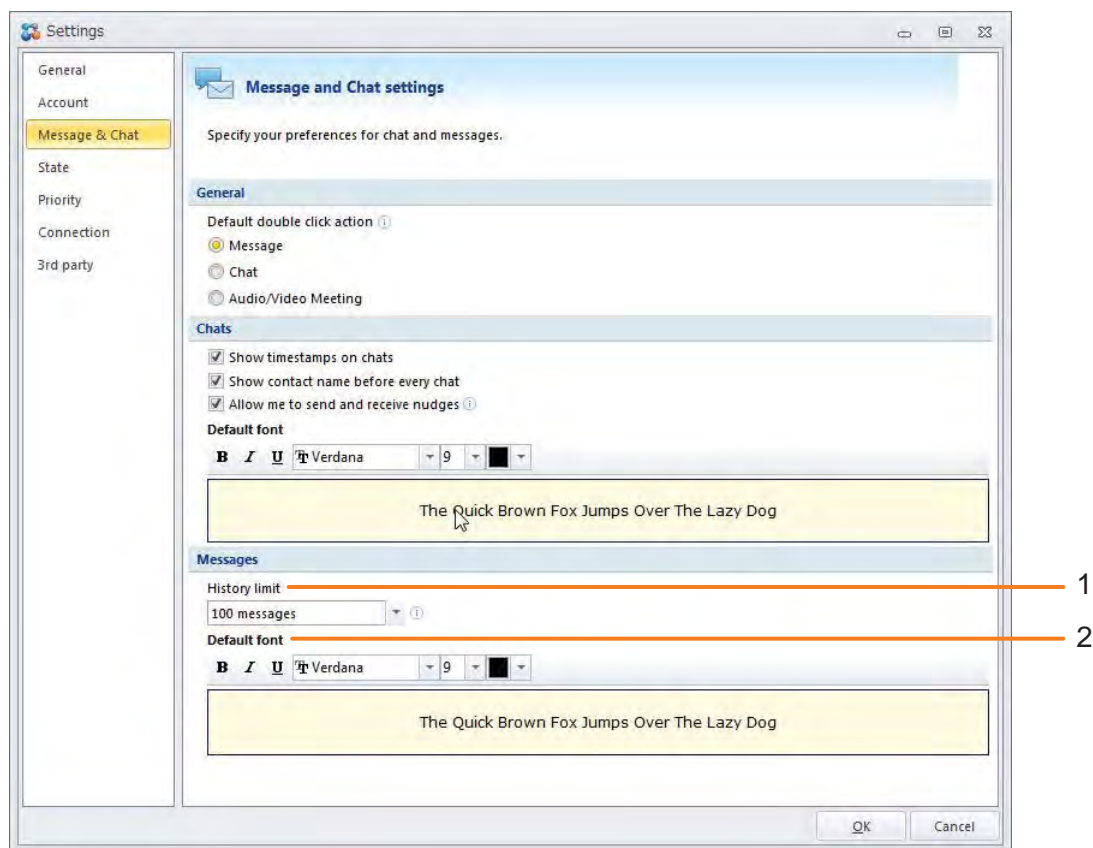 Settings
General
Account
Message & Chat
State
Priority
Connection
3rd party
Message and Chat settings
Specify your preferences for chat and messages.
General
Default double click action
Message
Chat
Audio/Video Meeting
Chats
Show timestamps on chats
Show contact name before every chat
Allow me to send and receive nudges
Default font
B I U Verdana 9
The Quick Brown Fox Jumps Over The Lazy Dog
Messages
History limit 1
100 messages
Default font 2
B I U Verdana 9
The Quick Brown Fox Jumps Over The Lazy Dog
OK Cancel